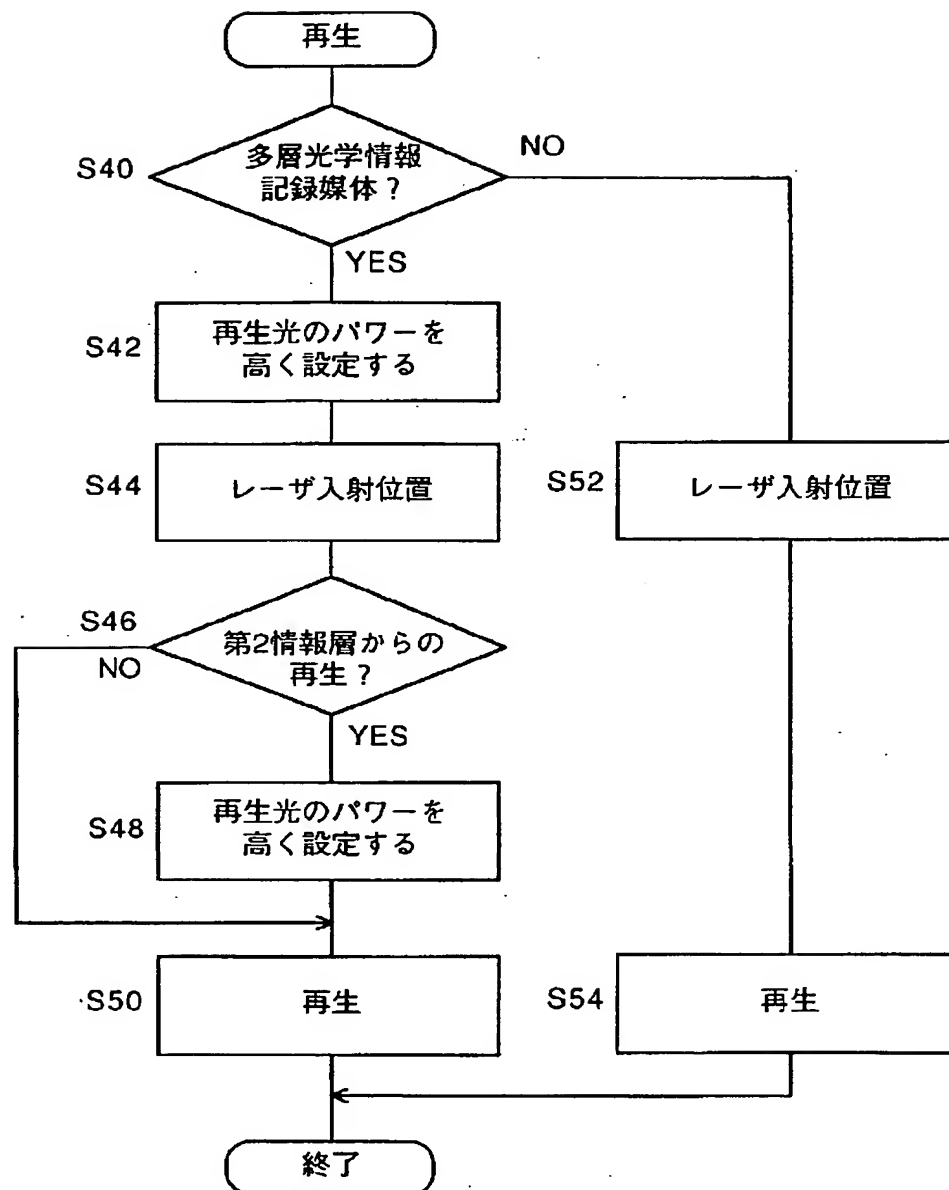 再生
S40
多層光学情報
記録媒体?
NO
YES
S42
再生光のパワーを
高く設定する
S44
レーザ入射位置
S52
レーザ入射位置
S46
NO
第2情報層からの
再生?
YES
S48
再生光のパワーを
高く設定する
S50
再生
S54
再生
終了